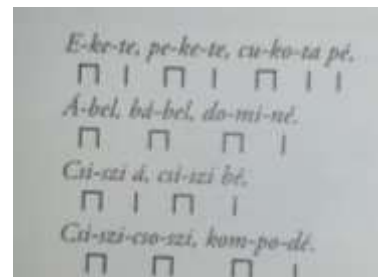 E-ke-te, pe-ke-te, cu-ko-ta pé,
Á-bel, bá-bel, do-mi-né.
Csi-szi á, csi-szi bé,
Csi-szi-cso-szi, kom-po-dé.